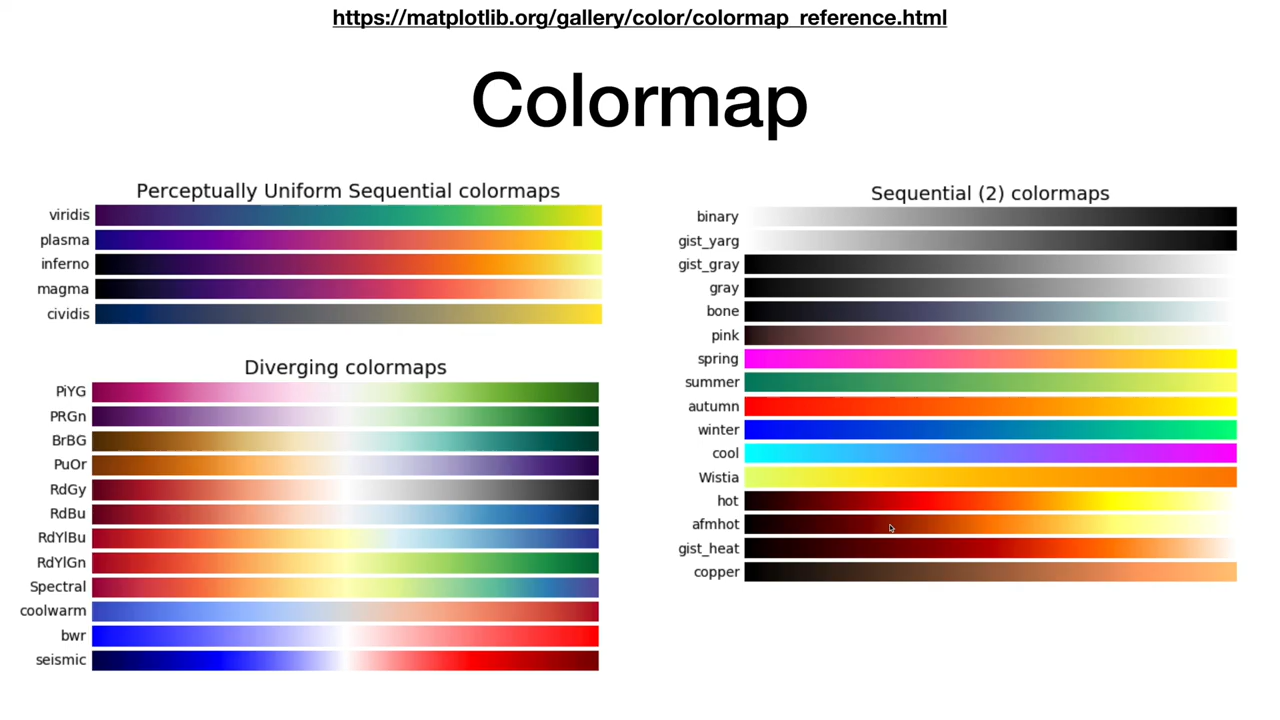 https://matplotlib.org/gallery/color/colormap_reference.html
Colormap
Perceptually Uniform Sequential colormaps
viridis
plasma
inferno
magma
cividis
Diverging colormaps
PiYG
PRGn
BrBG
PuOr
RdGy
RdBu
RdYlBu
RdYlGn
Spectral
coolwarm
bwr
seismic
Sequential (2) colormaps
binary
gist_yarg
gist_gray
gray
bone
pink
spring
summer
autumn
winter
cool
Wistia
hot
afmhot
gist_heat
copper